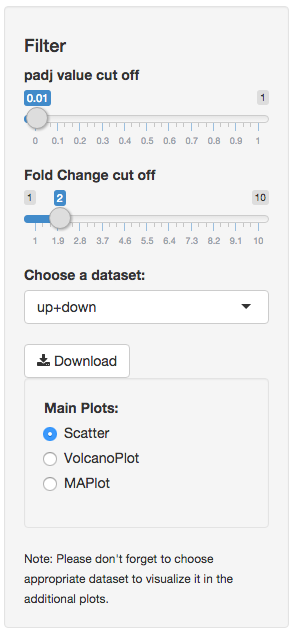 Filter
padj value cut off
0.01 1
0 0.1 0.2 0.3 0.4 0.5 0.6 0.7 0.8 0.9 1
Fold Change cut off
1 2 10
1 1.9 2.8 3.7 4.6 5.5 6.4 7.3 8.2 9.1 10
Choose a dataset:
up+down
Download
Main Plots:
Scatter
VolcanoPlot
MAPlot
Note: Please don't forget to choose
appropriate dataset to visualize it in the
additional plots.